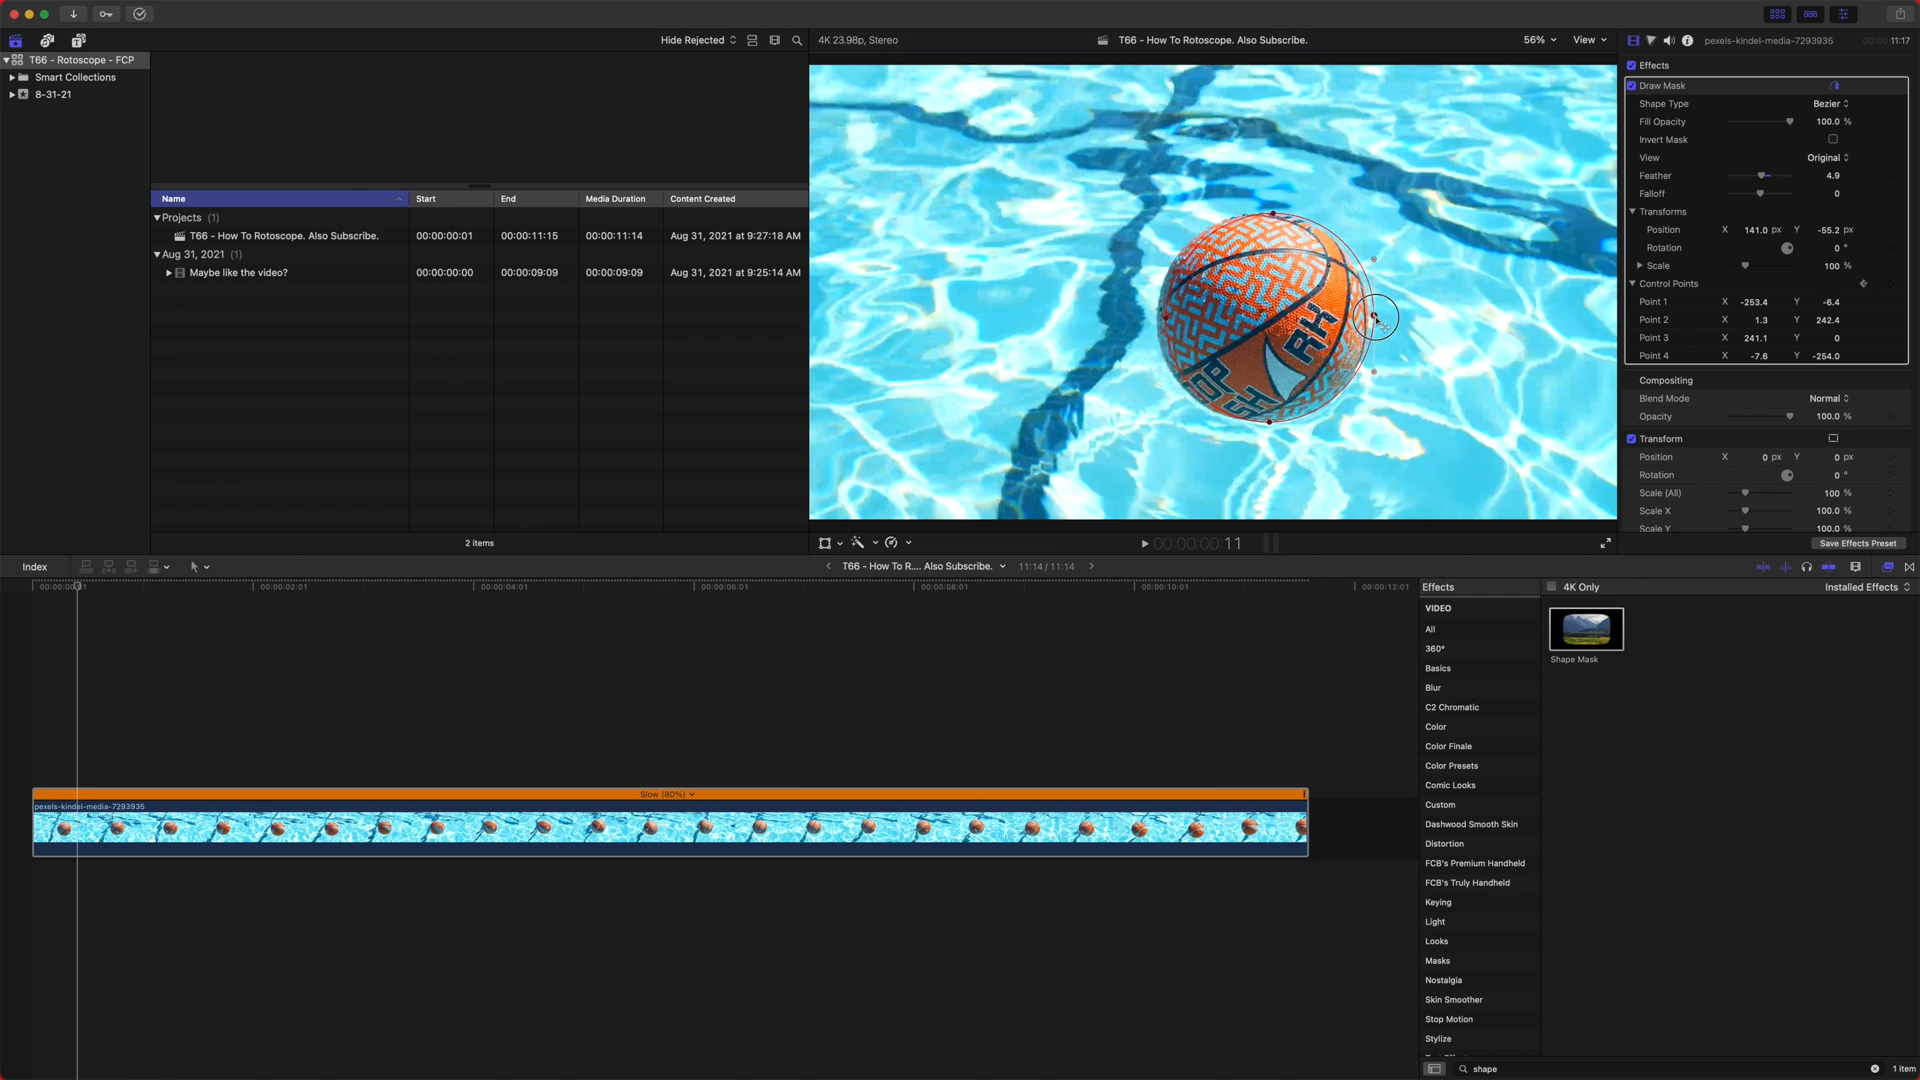 Hide Rejected
4K 23.98p, Stereo
T66 - How To Rotoscope. Also Subscribe.
56%
View
pexels-kindel-media-7293935
00:00:11:17
T66 - Rotoscope - FCP
Smart Collections
8-31-21
Name
Start
End
Media Duration
Content Created
Projects (1)
T66 - How To Rotoscope. Also Subscribe.
00:00:00:01
00:00:11:15
00:00:11:14
Aug 31, 2021 at 9:27:18 AM
Aug 31, 2021 (1)
Maybe like the video?
00:00:00:00
00:00:09:09
00:00:09:09
Aug 31, 2021 at 9:25:14 AM
2 items
00:00:00:11
Effects
Draw Mask
Shape Type Bezier
Fill Opacity 100.0 %
Invert Mask
View Original
Feather 4.9
Falloff 0
Transforms
Position X 141.0 px Y -55.2 px
Rotation 0 °
Scale 100 %
Control Points
Point 1 X -253.4 Y -6.4
Point 2 X 1.3 Y 242.4
Point 3 X 241.1 Y 0
Point 4 X -7.6 Y -254.0
Compositing
Blend Mode Normal
Opacity 100.0 %
Transform
Position X 0 px Y 0 px
Rotation 0 °
Scale (All) 100 %
Scale X 100.0 %
Scale Y 100.0 %
Save Effects Preset
Index
T66 - How To R.... Also Subscribe.
11:14 / 11:14
00:00:02:01
00:00:04:01
00:00:06:01
00:00:08:01
00:00:10:01
00:00:12:01
Slow (80%)
pexels-kindel-media-7293935
Effects
4K Only
Installed Effects
VIDEO
All
360°
Basics
Blur
C2 Chromatic
Color
Color Finale
Color Presets
Comic Looks
Custom
Dashwood Smooth Skin
Distortion
FCB's Premium Handheld
FCB's Truly Handheld
Keying
Light
Looks
Masks
Nostalgia
Skin Smoother
Stop Motion
Stylize
Shape Mask
shape
1 item